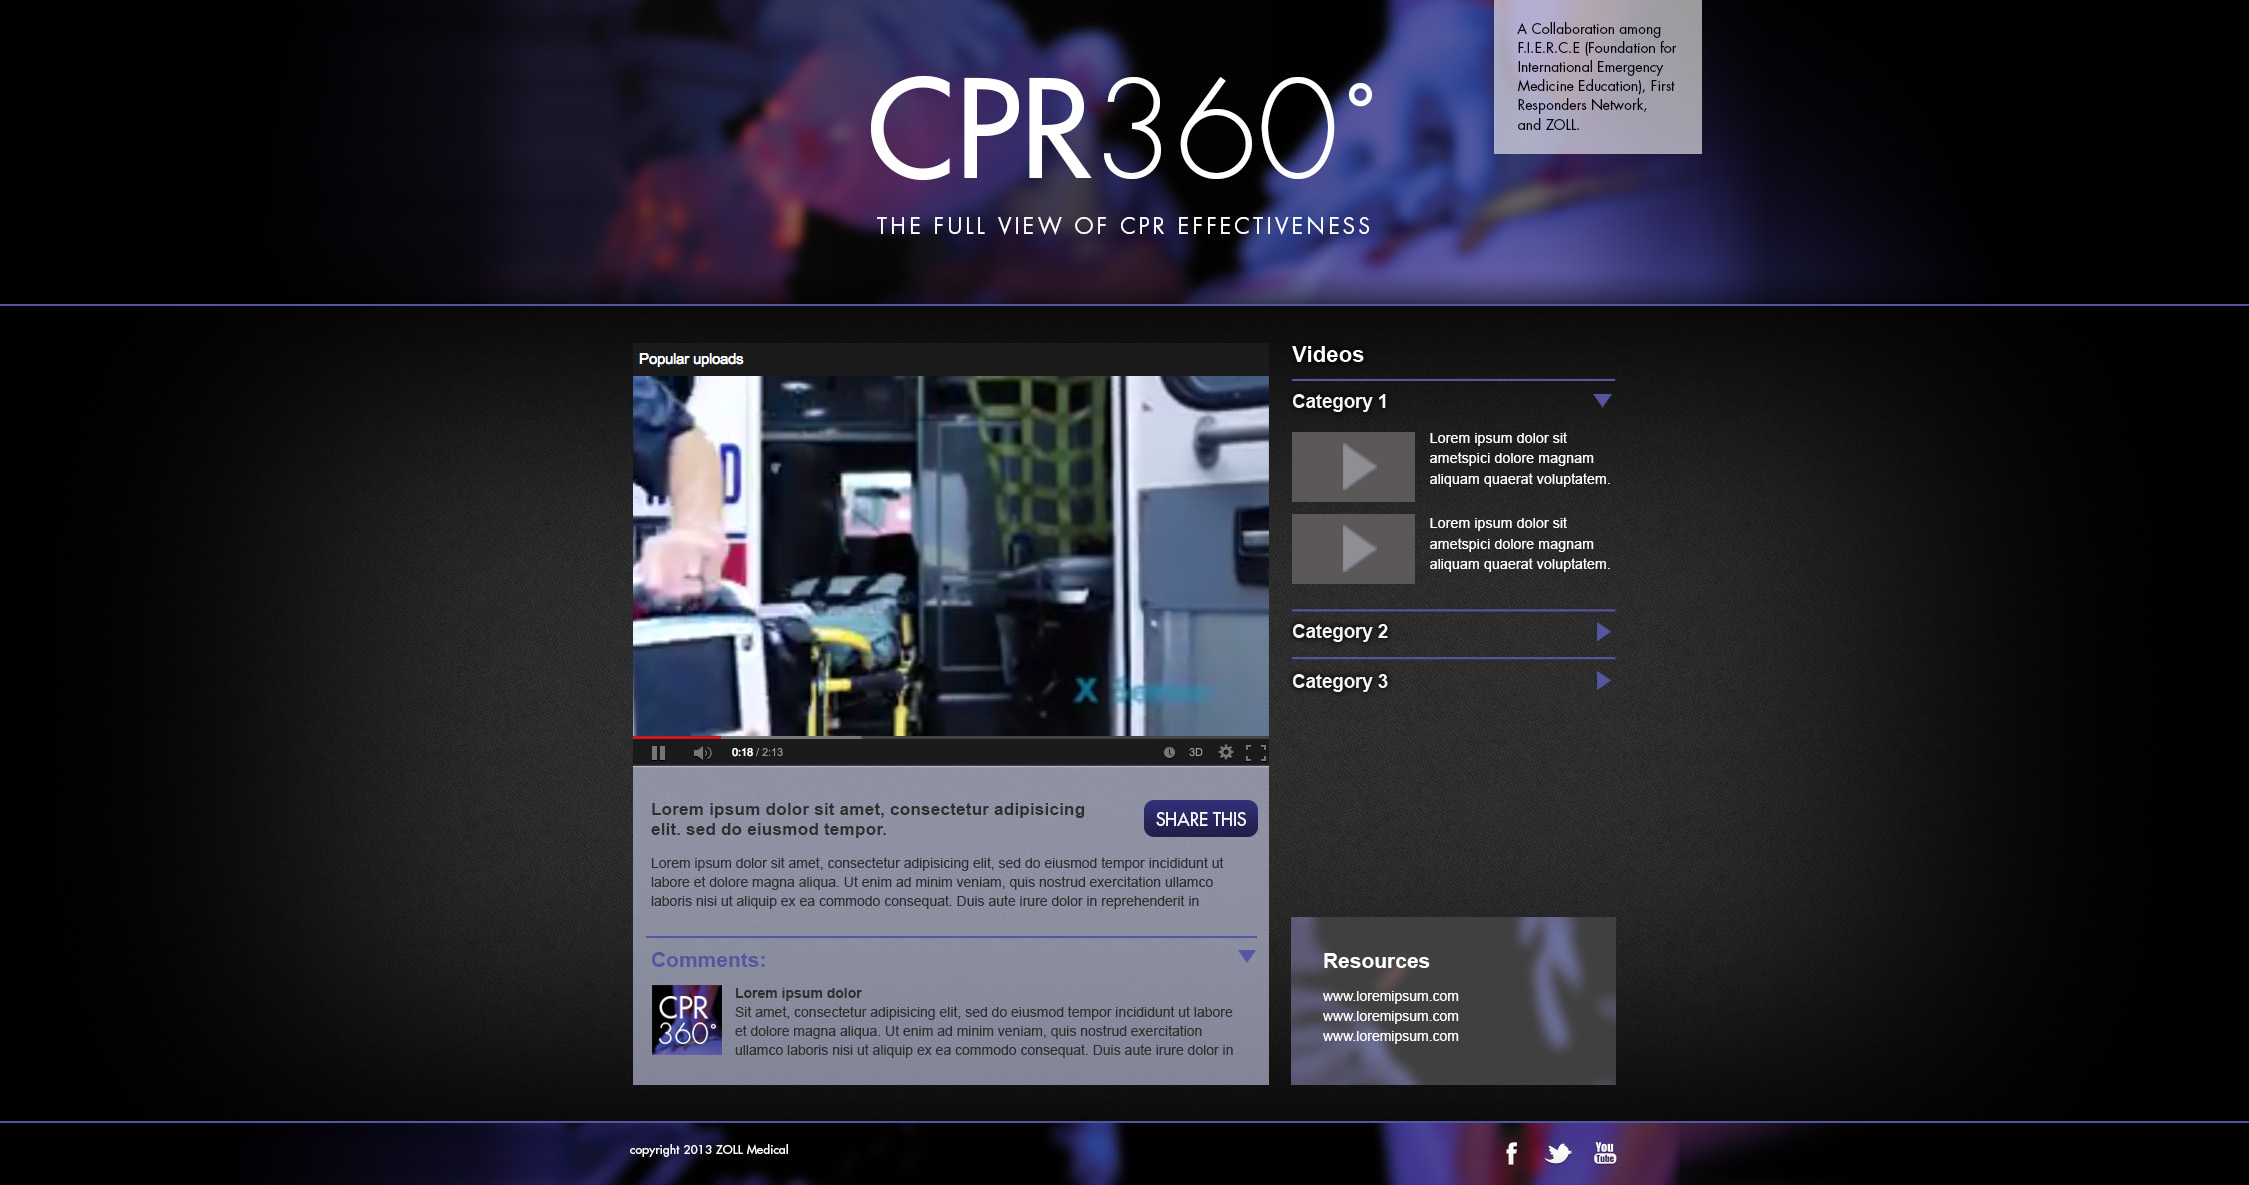 A Collaboration among
F.I.E.R.C.E (Foundation for
International Emergency
Medicine Education), First
Responders Network,
and ZOLL.
CPR360°
THE FULL VIEW OF CPR EFFECTIVENESS
Popular uploads
X
0:18 / 2:13
3D
Lorem ipsum dolor sit amet, consectetur adipisicing
elit. sed do eiusmod tempor.
SHARE THIS
Lorem ipsum dolor sit amet, consectetur adipisicing elit, sed do eiusmod tempor incididunt ut
labore et dolore magna aliqua. Ut enim ad minim veniam, quis nostrud exercitation ullamco
laboris nisi ut aliquip ex ea commodo consequat. Duis aute irure dolor in reprehenderit in
Comments:
CPR
360°
Lorem ipsum dolor
Sit amet, consectetur adipisicing elit, sed do eiusmod tempor incididunt ut labore
et dolore magna aliqua. Ut enim ad minim veniam, quis nostrud exercitation
ullamco laboris nisi ut aliquip ex ea commodo consequat. Duis aute irure dolor in
Videos
Category 1
Lorem ipsum dolor sit
ametspici dolore magnam
aliquam quaerat voluptatem.
Lorem ipsum dolor sit
ametspici dolore magnam
aliquam quaerat voluptatem.
Category 2
Category 3
Resources
www.loremipsum.com
www.loremipsum.com
www.loremipsum.com
copyright 2013 ZOLL Medical
f
You
Tube